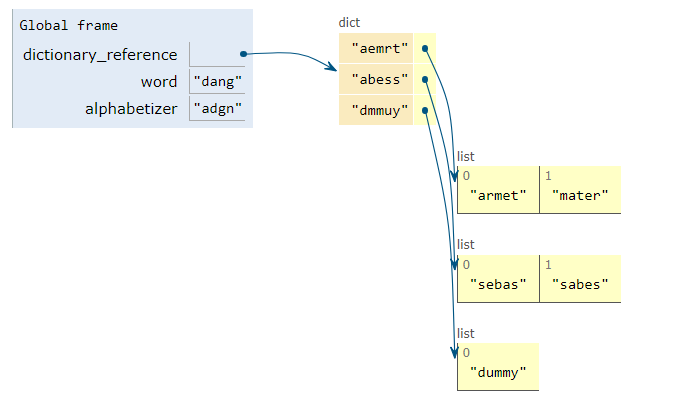 Global frame
dictionary_reference
word "dang"
alphabetizer "adgn"
dict
"aemrt"
"abess"
"dmmuy"
list
0 1
"armet" "mater"
list
0 1
"sebas" "sabes"
list
0
"dummy"